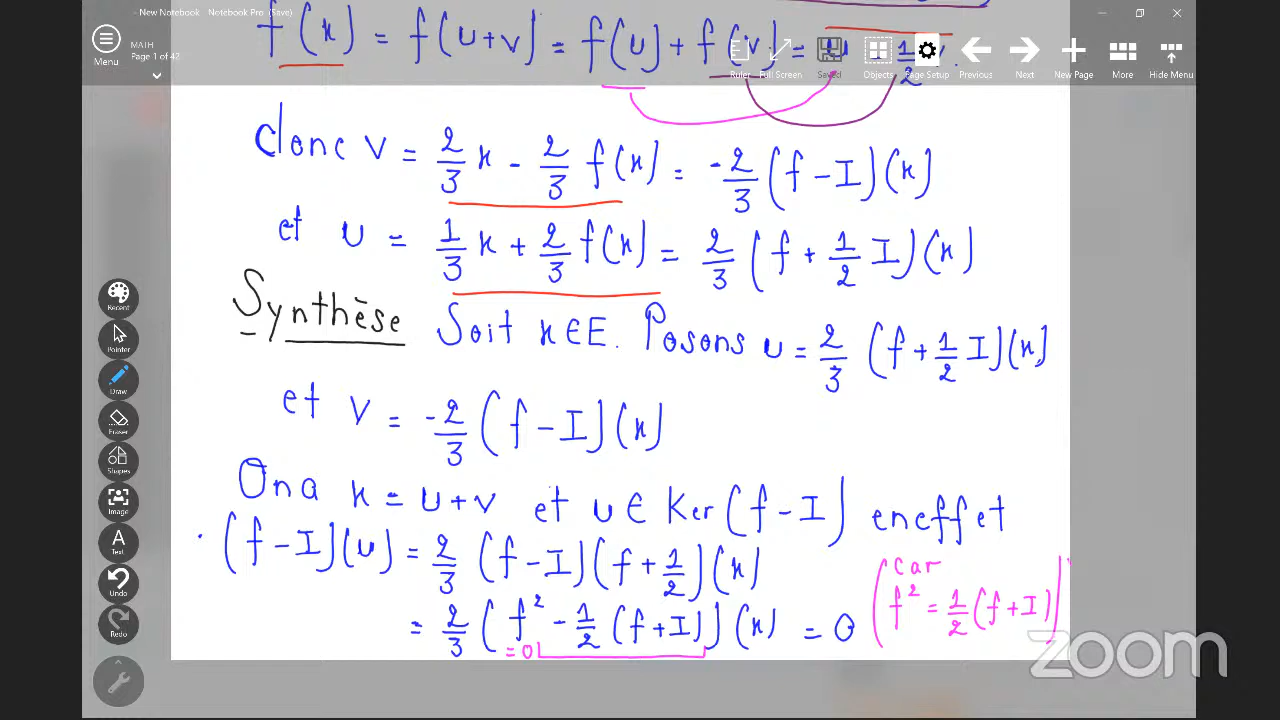 - New Notebook - Notebook Pro (Save)
Menu
MATH
Page 1 of 42
Ruler
Full Screen
Saved
Objects
Page Setup
Previous
Next
New Page
More
Hide Menu
f(x) = f(u+v) = f(u) + f(v) = u - 1/2 v.
donc v = 2/3 x - 2/3 f(x) = -2/3 (f - I)(x)
et u = 1/3 x + 2/3 f(x) = 2/3 (f + 1/2 I)(x)
Synthèse Soit x ∈ E. Posons u = 2/3 (f + 1/2 I)(x)
et v = -2/3 (f - I)(x)
On a x = u + v et u ∈ Ker (f - I) en effet
. (f - I)(u) = 2/3 (f - I)(f + 1/2)(x)
= 2/3 (f² - 1/2 (f + I))(x) = 0
= 0
(car
f² = 1/2 (f + I))
Recent
Pointer
Draw
Eraser
Shapes
Image
Text
Undo
Redo
zoom